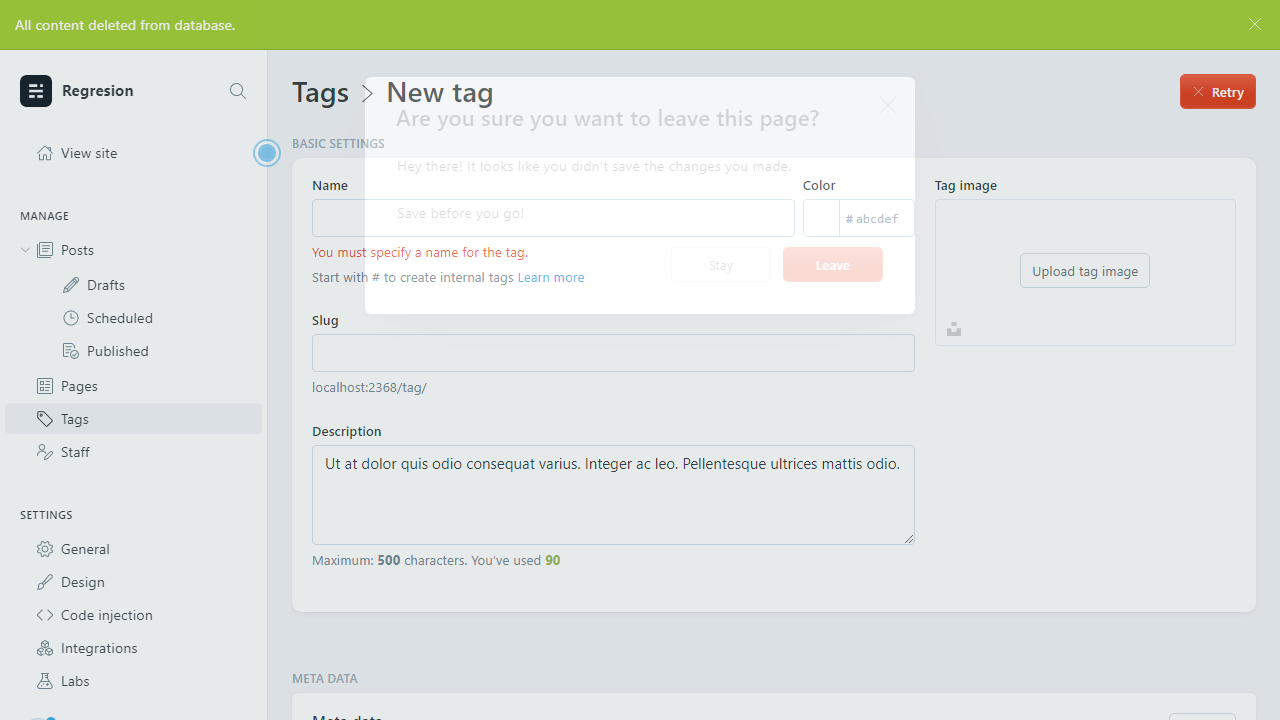 All content deleted from database.
Regresion
View site
MANAGE
Posts
Drafts
Scheduled
Published
Pages
Tags
Staff
SETTINGS
General
Design
Code injection
Integrations
Labs
Tags
New tag
Retry
Are you sure you want to leave this page?
Hey there! It looks like you didn't save the changes you made.
Save before you go!
Stay
Leave
BASIC SETTINGS
Name
Color
# abcdef
You must specify a name for the tag.
Start with # to create internal tags Learn more
Slug
localhost:2368/tag/
Description
Ut at dolor quis odio consequat varius. Integer ac leo. Pellentesque ultrices mattis odio.
Maximum: 500 characters. You've used 90
Tag image
Upload tag image
META DATA
Meta data